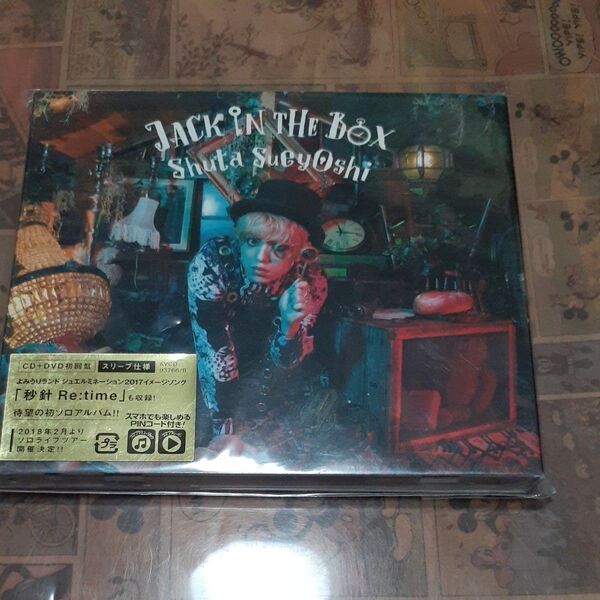 JACK iN THE BOX
Shuta Sueyoshi
CD+DVD初回盤 スリーブ仕様 AVCD 93766/B
よみうりランド ジュエルミネーション2017イメージソング
「秒針 Re:time」も収録!
待望の初ソロアルバム!!
スマホでも楽しめる
PINコード付き!
2018年2月より
ソロライブツアー
開催決定!!
プラ